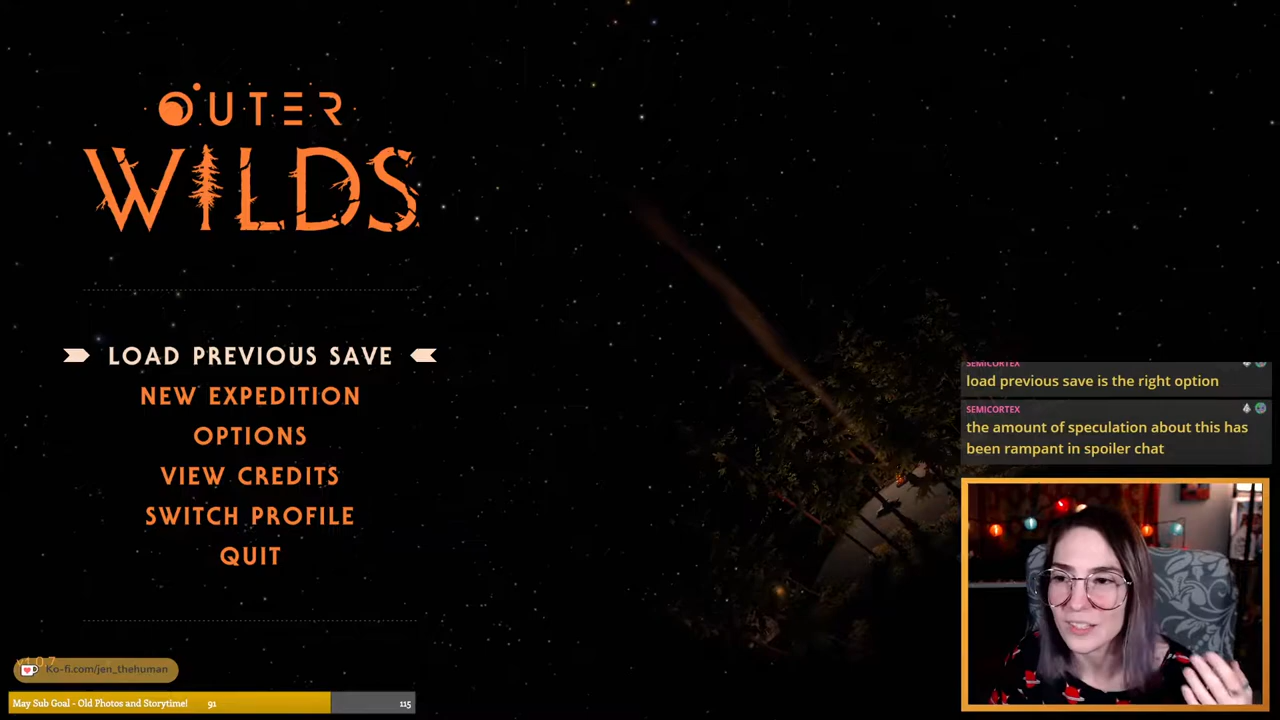 OUTER
WILDS
LOAD PREVIOUS SAVE
NEW EXPEDITION
OPTIONS
VIEW CREDITS
SWITCH PROFILE
QUIT
SEMICORTEX
load previous save is the right option
SEMICORTEX
the amount of speculation about this has
been rampant in spoiler chat
Ko-fi.com/jen_thehuman
May Sub Goal - Old Photos and Storytime! 91 115